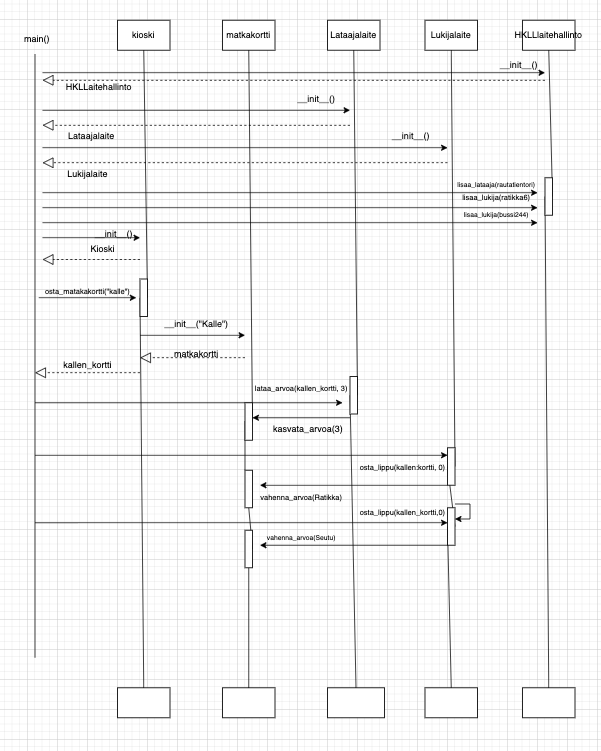 main()
kioski
matkakortti
Lataajalaite
Lukijalaite
HKLLlaitehallinto
__init__()
HKLLaitehallinto
__init__()
Lataajalaite
__init__()
Lukijalaite
lisaa_lataaja(rautatientori)
lisaa_lukija(ratikka6)
lisaa_lukija(bussi244)
__init__()
Kioski
osta_matakakortti("kalle")
__init__("Kalle")
matkakortti
kallen_kortti
lataa_arvoa(kallen_kortti, 3)
kasvata_arvoa(3)
osta_lippu(kallen:kortti, 0)
vahenna_arvoa(Ratikka)
osta_lippu(kallen_kortti,0)
vahenna_arvoa(Seutu)